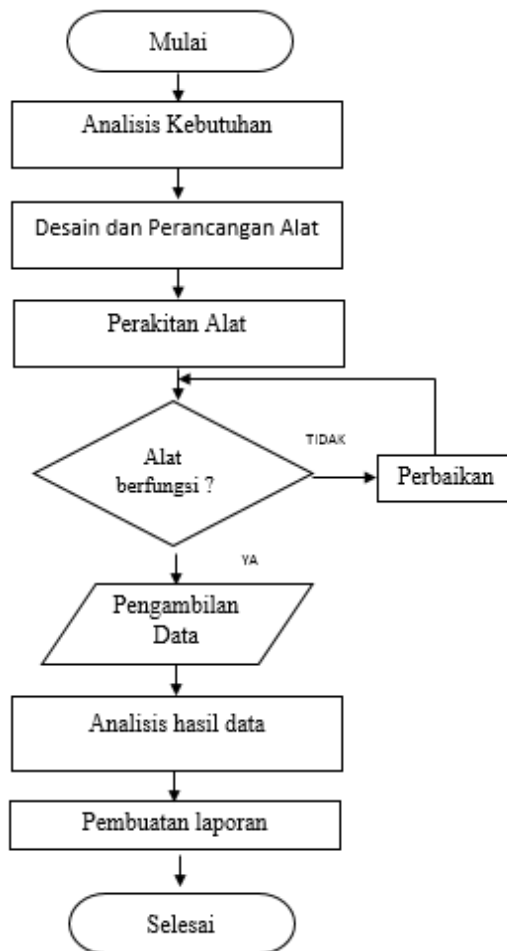 Mulai
Analisis Kebutuhan
Desain dan Perancangan Alat
Perakitan Alat
TIDAK
Alat
berfungsi ?
Perbaikan
YA
Pengambilan
Data
Analisis hasil data
Pembuatan laporan
Selesai